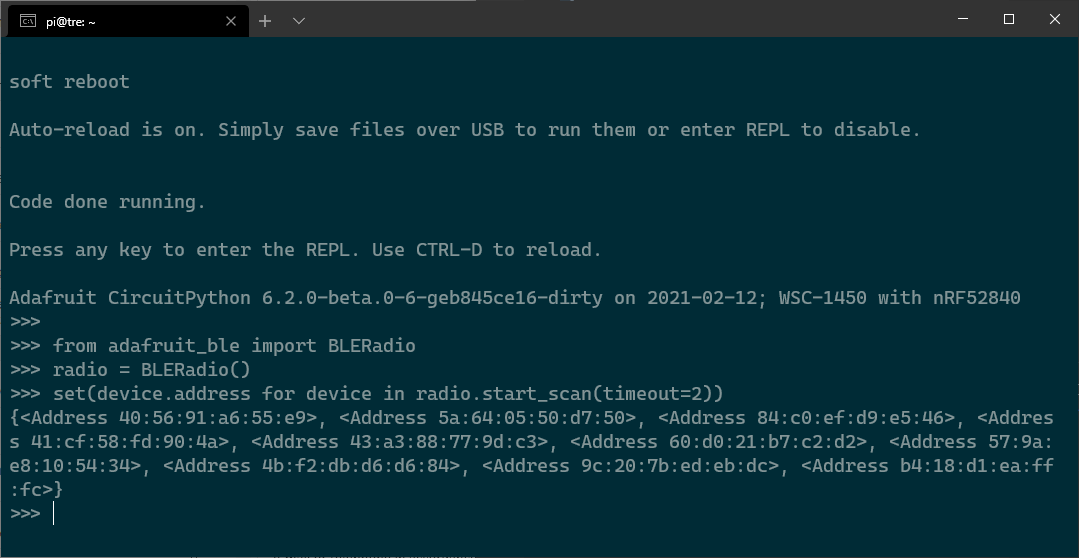 pi@tre: ~
soft reboot
Auto-reload is on. Simply save files over USB to run them or enter REPL to disable.
Code done running.
Press any key to enter the REPL. Use CTRL-D to reload.
Adafruit CircuitPython 6.2.0-beta.0-6-geb845ce16-dirty on 2021-02-12; WSC-1450 with nRF52840
>>>
>>> from adafruit_ble import BLERadio
>>> radio = BLERadio()
>>> set(device.address for device in radio.start_scan(timeout=2))
{<Address 40:56:91:a6:55:e9>, <Address 5a:64:05:50:d7:50>, <Address 84:c0:ef:d9:e5:46>, <Addres
s 41:cf:58:fd:90:4a>, <Address 43:a3:88:77:9d:c3>, <Address 60:d0:21:b7:c2:d2>, <Address 57:9a:
e8:10:54:34>, <Address 4b:f2:db:d6:d6:84>, <Address 9c:20:7b:ed:eb:dc>, <Address b4:18:d1:ea:ff
:fc>}
>>>